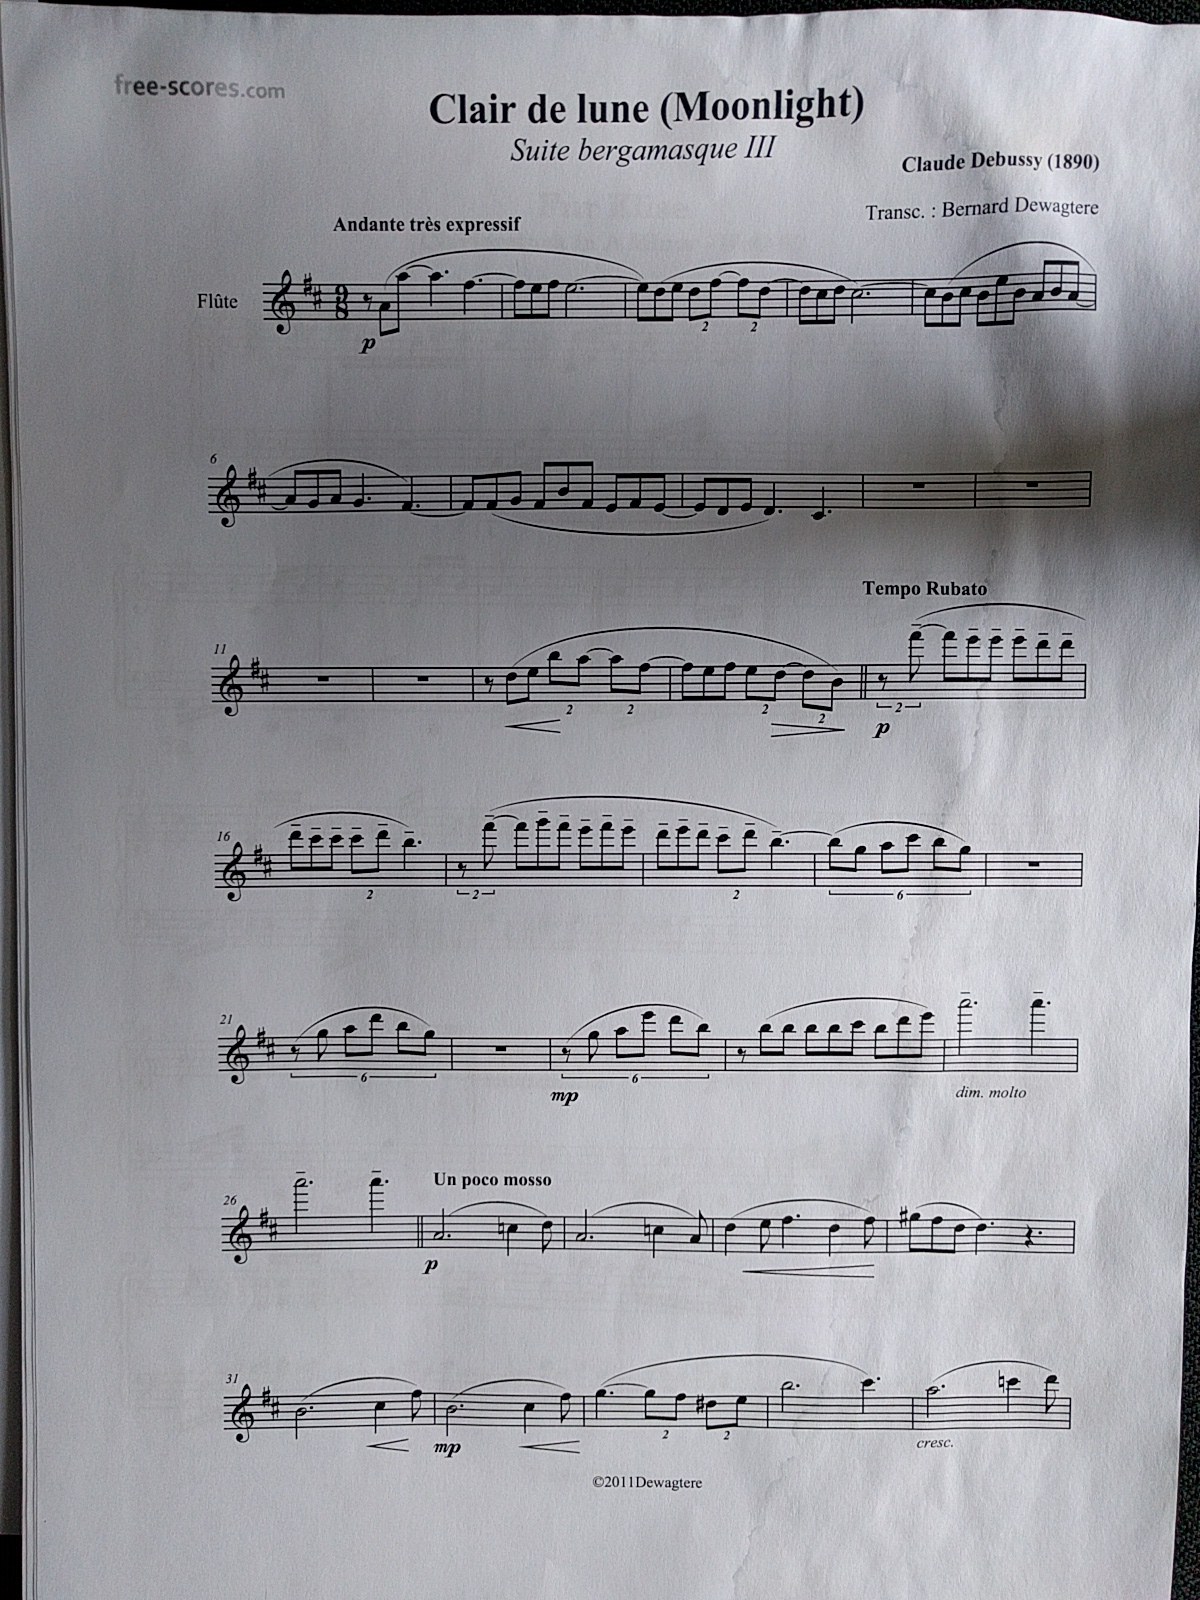 free-scores.com
Clair de lune (Moonlight)
Suite bergamasque III
Claude Debussy (1890)
Transc. : Bernard Dewagtere
Andante très expressif
Flûte
9
8
2 2
p
6
Tempo Rubato
11
2 2 2 2 2
p
16
2 2 2 6
21
6 6
mp
dim. molto
26
Un poco mosso
p
31
2 2
mp
cresc.
©2011Dewagtere